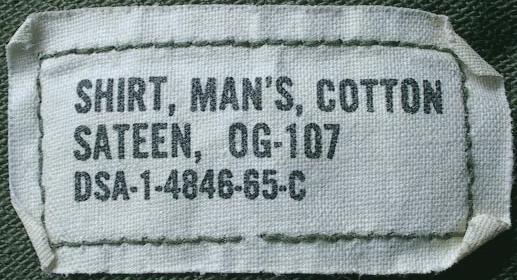 SHIRT, MAN'S, COTTON
SATEEN, OG-107
DSA-1-4846-65-C